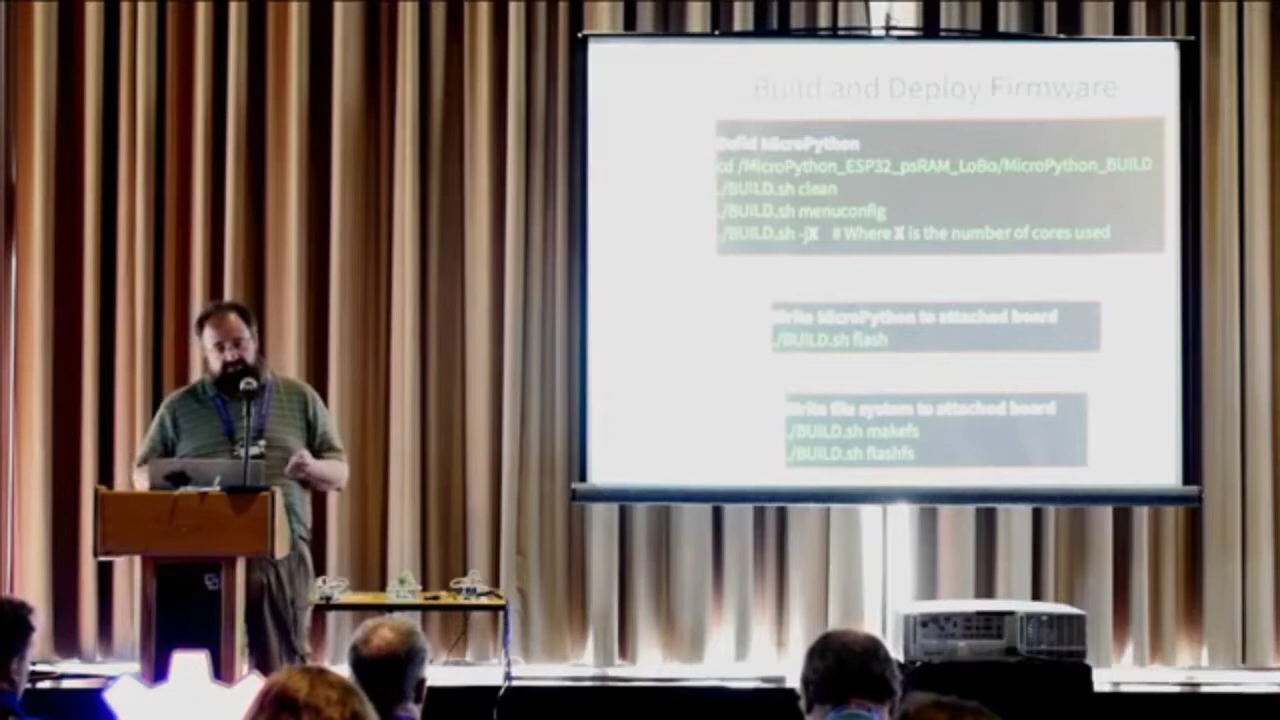 Build and Deploy Firmware
Build MicroPython
cd /MicroPython_ESP32_psRAM_LoBo/MicroPython_BUILD
./BUILD.sh clean
./BUILD.sh menuconfig
./BUILD.sh -jX # Where X is the number of cores used
Write MicroPython to attached board
./BUILD.sh flash
Write file system to attached board
./BUILD.sh makefs
./BUILD.sh flashfs